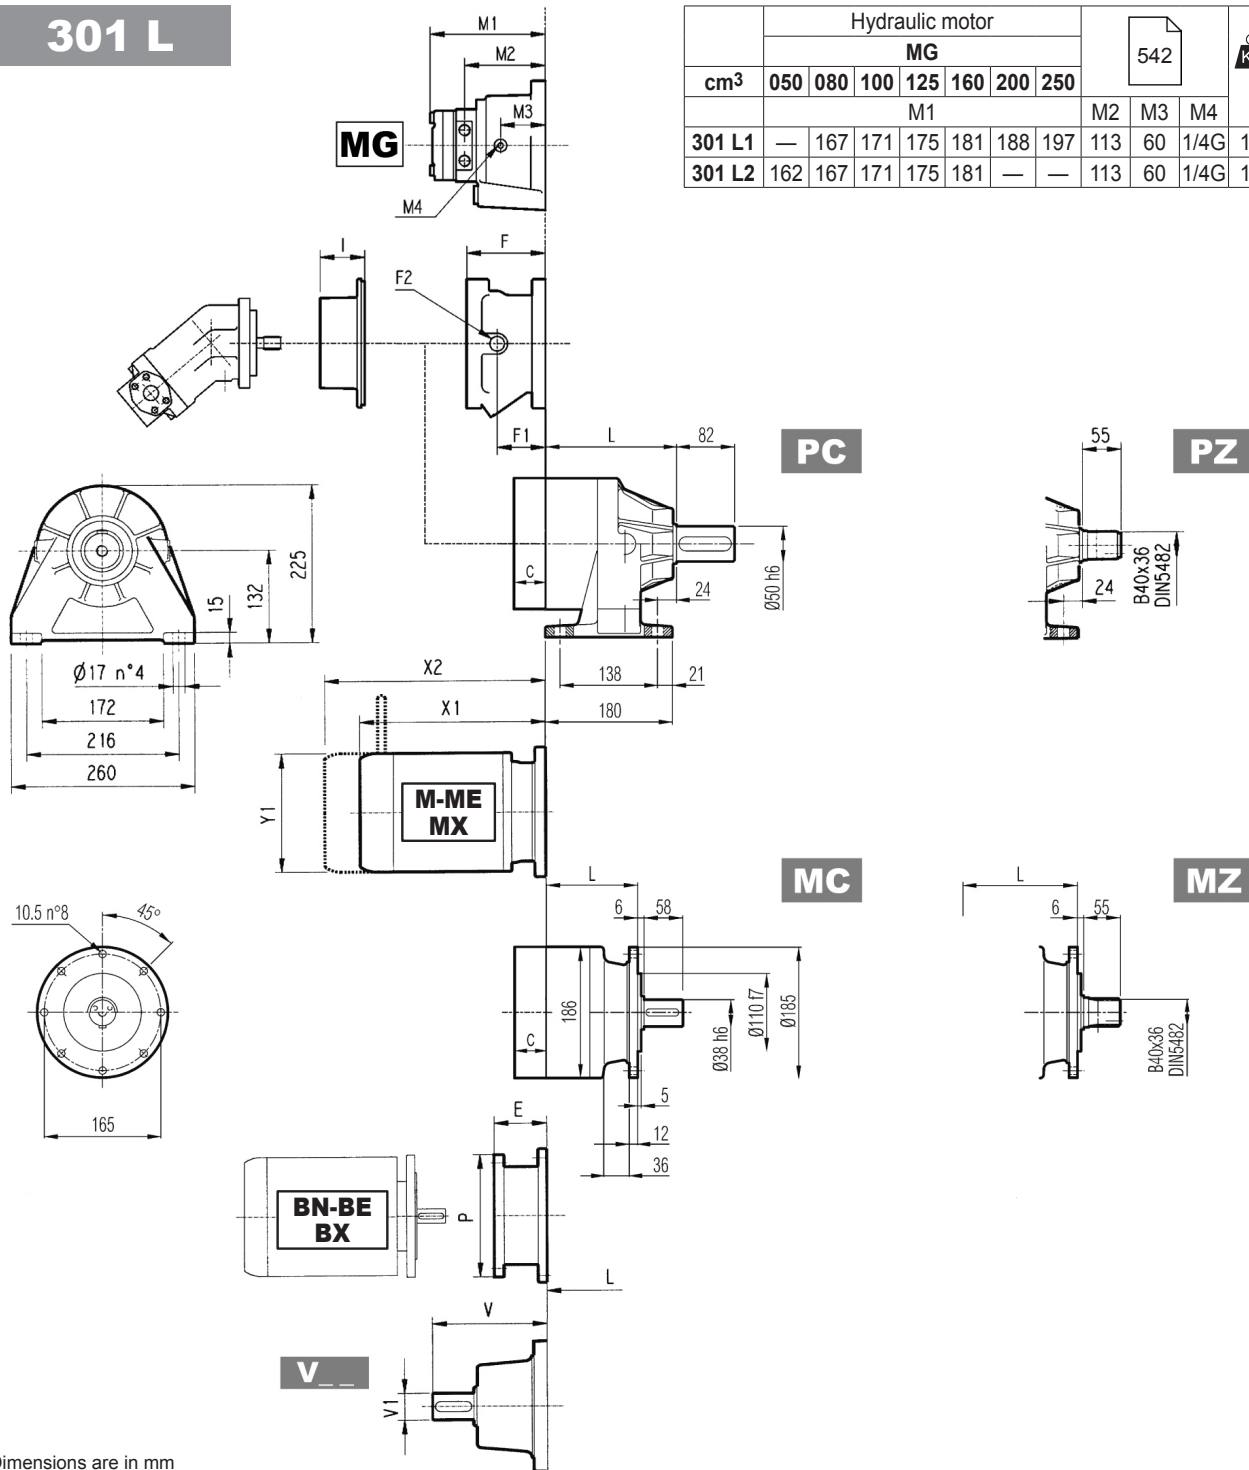 301 L
Hydraulic motor
MG
542
cm3 050 080 100 125 160 200 250
M1 M2 M3 M4
301 L1 — 167 171 175 181 188 197 113 60 1/4G
301 L2 162 167 171 175 181 — — 113 60 1/4G
M1
M2
M3
MG
M4
I
F
F2
F1
L
82
PC
55
PZ
225
132
15
C
24
Ø50 h6
24
B40x36
DIN5482
Ø17 n°4
172
216
260
138
21
180
X2
X1
Y1
M-ME
MX
L
MC
L
MZ
10.5 n°8
45°
165
6
58
186
C
Ø38 h6
Ø110 f7
Ø185
5
12
36
6
55
B40x36
DIN5482
E
BN-BE
BX
P
L
V
V_ _
V1
imensions are in mm